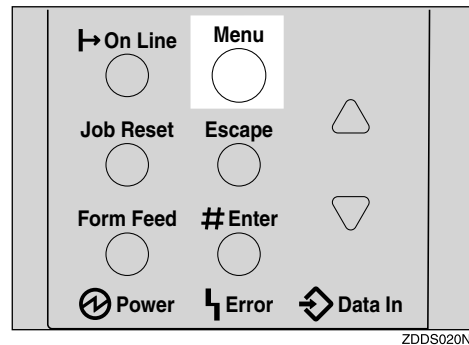 On Line Menu
Job Reset Escape
Form Feed # Enter
Power Error Data In
ZDDS020N